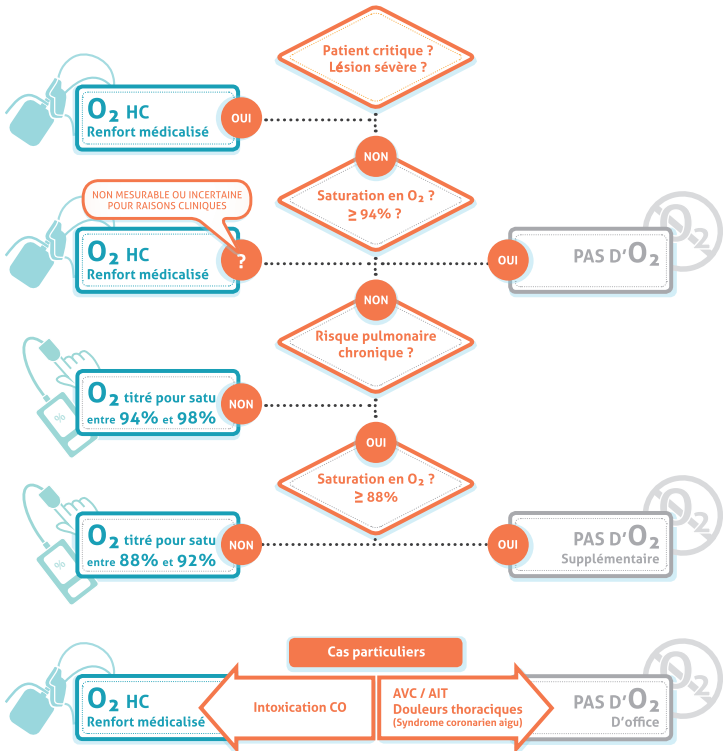 Patient critique ?
Lésion sévère ?
O₂ HC
Renfort médicalisé
OUI
NON
Saturation en O₂ ?
≥ 94% ?
NON MESURABLE OU INCERTAINE
POUR RAISONS CLINIQUES
O₂ HC
Renfort médicalisé
?
OUI
PAS D'O₂
O₂
NON
Risque pulmonaire
chronique ?
O₂ titré pour satu
entre 94% et 98%
%
NON
OUI
Saturation en O₂ ?
≥ 88%
O₂ titré pour satu
entre 88% et 92%
%
NON
OUI
PAS D'O₂
Supplémentaire
O₂
Cas particuliers
O₂ HC
Renfort médicalisé
Intoxication CO
AVC / AIT
Douleurs thoraciques
(Syndrome coronarien aigu)
PAS D'O₂
D'office
O₂